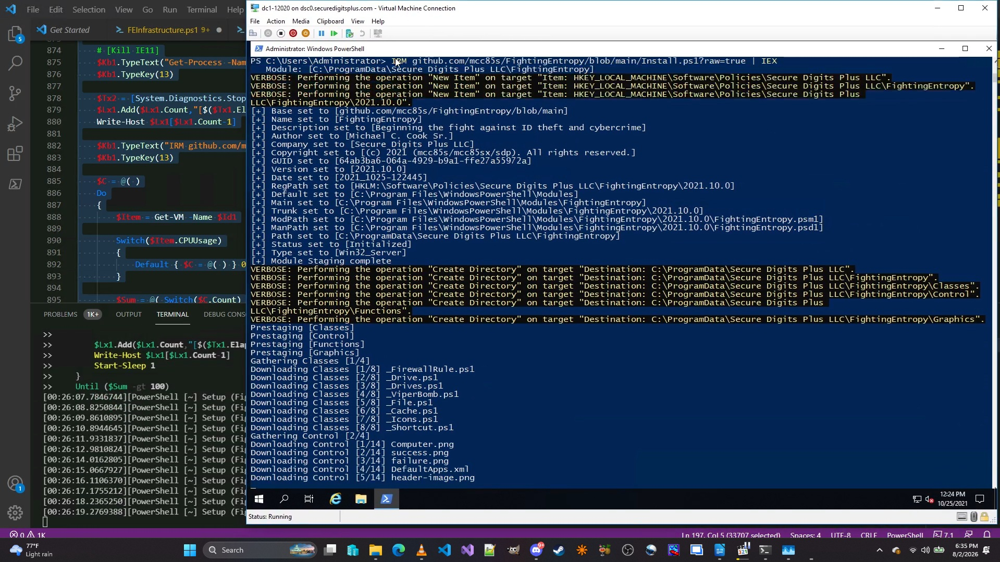 File Edit Selection View Go Run Terminal Help
Get Started
FEInfrastructure.ps1 9+
874 # [Kill IE11]
875 $Kb1.TypeText("Get-Process -Nam
876 $Kb1.TypeKey(13)
877
878 $Tx2 = [System.Diagnostics.Stop
879 $Lx1.Add($Lx1.Count,"[$($Tx1.El
880 Write-Host $Lx1[$Lx1.Count-1]
881
882 $Kb1.TypeText("IRM github.com/m
883 $Kb1.TypeKey(13)
884
885 $C = @( )
886 Do
887 {
888 $Item = Get-VM -Name $Id1
889
890 Switch($Item.CPUUsage)
891 {
892 Default { $C = @( ) } 0
893 }
894
895 $Sum = @( Switch($C.Count)
PROBLEMS 1K+ OUTPUT TERMINAL DEBUG CONS
>>
>> $Lx1.Add($Lx1.Count,"[$($Tx1.Ela
>> Write-Host $Lx1[$Lx1.Count-1]
>> Start-Sleep 1
>> }
>> Until ($Sum -gt 100)
[00:26:07.7846744][PowerShell [~] Setup (Fi
[00:26:08.8250844][PowerShell [~] Setup (Fi
[00:26:09.8610895][PowerShell [~] Setup (Fi
[00:26:10.8944645][PowerShell [~] Setup (Fi
[00:26:11.9331837][PowerShell [~] Setup (Fi
[00:26:12.9810824][PowerShell [~] Setup (Fi
[00:26:14.0162805][PowerShell [~] Setup (Fi
[00:26:15.0667927][PowerShell [~] Setup (Fi
[00:26:16.1106370][PowerShell [~] Setup (Fi
[00:26:17.1755212][PowerShell [~] Setup (Fi
[00:26:18.2365250][PowerShell [~] Setup (Fi
[00:26:19.2769388][PowerShell [~] Setup (Fi
dc1-12020 on dsc0.securedigitsplus.com - Virtual Machine Connection
File Action Media Clipboard View Help
Administrator: Windows PowerShell
PS C:\Users\Administrator> IRM github.com/mcc85s/FightingEntropy/blob/main/Install.ps1?raw=true | IEX
Module: [C:\ProgramData\Secure Digits Plus LLC\FightingEntropy]
VERBOSE: Performing the operation "New Item" on target "Item: HKEY_LOCAL_MACHINE\Software\Policies\Secure Digits Plus LLC".
VERBOSE: Performing the operation "New Item" on target "Item: HKEY_LOCAL_MACHINE\Software\Policies\Secure Digits Plus LLC\FightingEntropy".
VERBOSE: Performing the operation "New Item" on target "Item: HKEY_LOCAL_MACHINE\Software\Policies\Secure Digits Plus
LLC\FightingEntropy\2021.10.0".
[+] Base set to [github.com/mcc85s/FightingEntropy/blob/main]
[+] Name set to [FightingEntropy]
[+] Description set to [Beginning the fight against ID theft and cybercrime]
[+] Author set to [Michael C. Cook Sr.]
[+] Company set to [Secure Digits Plus LLC]
[+] Copyright set to [(c) 2021 (mcc85s/mcc85sx/sdp). All rights reserved.]
[+] GUID set to [64ab3ba6-064a-4929-b9a1-ffe27a55972a]
[+] Version set to [2021.10.0]
[+] Date set to [2021_1025-122445]
[+] RegPath set to [HKLM:\Software\Policies\Secure Digits Plus LLC\FightingEntropy\2021.10.0]
[+] Default set to [C:\Program Files\WindowsPowerShell\Modules]
[+] Main set to [C:\Program Files\WindowsPowerShell\Modules\FightingEntropy]
[+] Trunk set to [C:\Program Files\WindowsPowerShell\Modules\FightingEntropy\2021.10.0]
[+] ModPath set to [C:\Program Files\WindowsPowerShell\Modules\FightingEntropy\2021.10.0\FightingEntropy.psm1]
[+] ManPath set to [C:\Program Files\WindowsPowerShell\Modules\FightingEntropy\2021.10.0\FightingEntropy.psd1]
[+] Path set to [C:\ProgramData\Secure Digits Plus LLC\FightingEntropy]
[+] Status set to [Initialized]
[+] Type set to [Win32_Server]
[+] Module Staging complete
VERBOSE: Performing the operation "Create Directory" on target "Destination: C:\ProgramData\Secure Digits Plus LLC".
VERBOSE: Performing the operation "Create Directory" on target "Destination: C:\ProgramData\Secure Digits Plus LLC\FightingEntropy".
VERBOSE: Performing the operation "Create Directory" on target "Destination: C:\ProgramData\Secure Digits Plus LLC\FightingEntropy\Classes".
VERBOSE: Performing the operation "Create Directory" on target "Destination: C:\ProgramData\Secure Digits Plus LLC\FightingEntropy\Control".
VERBOSE: Performing the operation "Create Directory" on target "Destination: C:\ProgramData\Secure Digits Plus
LLC\FightingEntropy\Functions".
VERBOSE: Performing the operation "Create Directory" on target "Destination: C:\ProgramData\Secure Digits Plus LLC\FightingEntropy\Graphics".
Prestaging [Classes]
Prestaging [Control]
Prestaging [Functions]
Prestaging [Graphics]
Gathering Classes [1/4]
Downloading Classes [1/8] _FirewallRule.ps1
Downloading Classes [2/8] _Drive.ps1
Downloading Classes [3/8] _Drives.ps1
Downloading Classes [4/8] _ViperBomb.ps1
Downloading Classes [5/8] _File.ps1
Downloading Classes [6/8] _Cache.ps1
Downloading Classes [7/8] _Icons.ps1
Downloading Classes [8/8] _Shortcut.ps1
Gathering Control [2/4]
Downloading Control [1/14] Computer.png
Downloading Control [2/14] success.png
Downloading Control [3/14] failure.png
Downloading Control [4/14] DefaultApps.xml
Downloading Control [5/14] header-image.png
12:24 PM
10/25/2021
Status: Running
0 1K
Ln 197, Col 5 (33707 selected) Spaces: 4 UTF-8 CRLF PowerShell 7.1
77°F
Light rain
Search
6:35 PM
8/2/2026